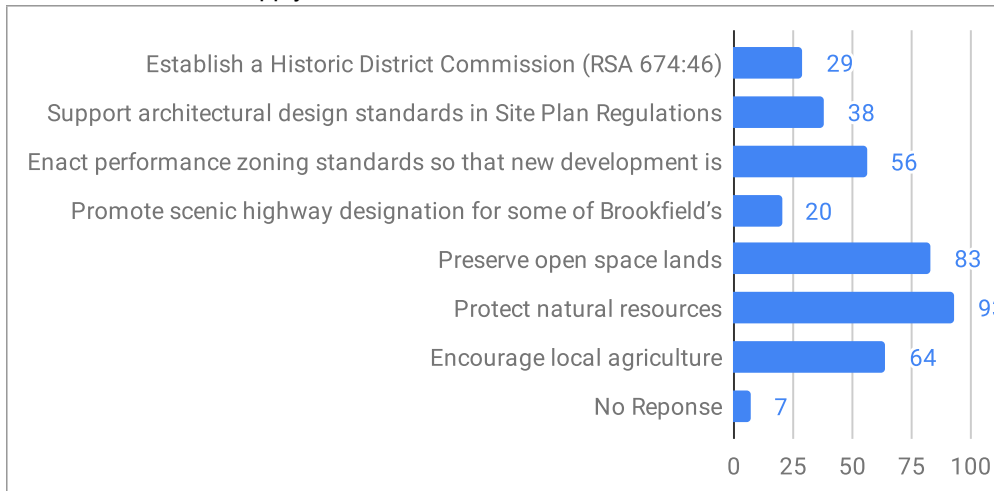 Establish a Historic District Commission (RSA 674:46) 29
Support architectural design standards in Site Plan Regulations 38
Enact performance zoning standards so that new development is 56
Promote scenic highway designation for some of Brookfield’s 20
Preserve open space lands 83
Protect natural resources
Encourage local agriculture 64
No Reponse 7
0 25 50 75 100